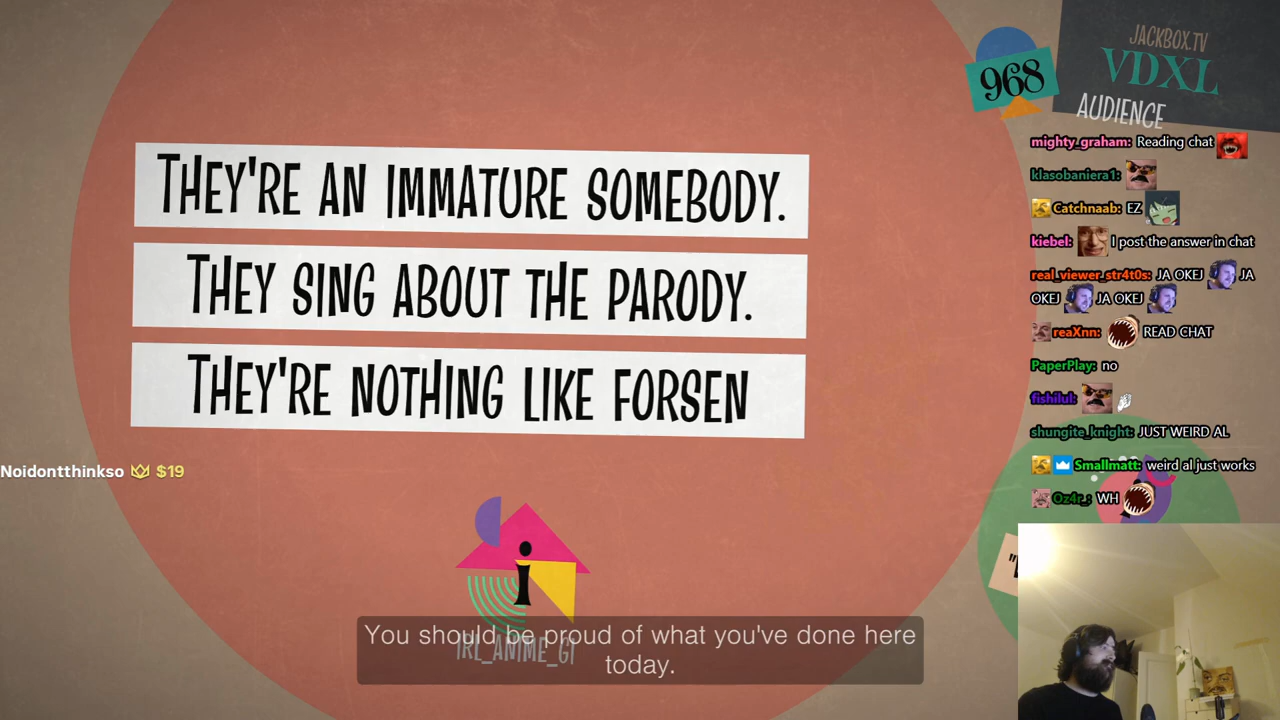 JACKBOX.TV
VDXL
968
AUDIENCE
THEY'RE AN IMMATURE SOMEBODY.
THEY SING ABOUT THE PARODY.
THEY'RE NOTHING LIKE FORSEN
Noidontthinkso $19
IRL_ANIME_GI
You should be proud of what you've done here
today.
mighty_graham: Reading chat
klasobaniera1:
Catchnaab: EZ
kiebel: I post the answer in chat
real_viewer_str4t0s: JA OKEJ JA
OKEJ JA OKEJ
reaXnn: READ CHAT
PaperPlay: no
fishilul:
shungite_knight: JUST WEIRD AL
Smallmatt: weird al just works
Oz4r_: WH